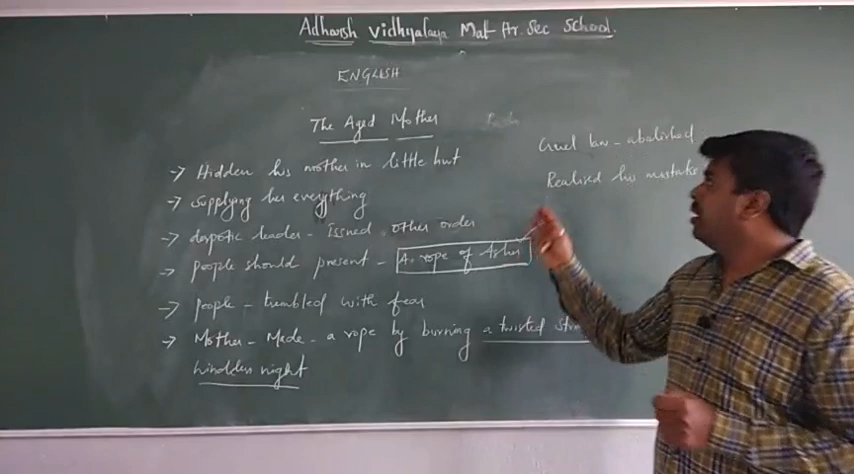 Adharsh vidhyalaya Mat Hr. Sec School.
ENGLISH
The Aged Mother
Cruel law - abolished
Realised his mistake
-> Hidden his mother in little hut
-> Supplying her everything
-> despotic leader - Issued other order
-> people should present - A rope of Ashes
-> people - trembled with fear
-> Mother - Made - a rope by burning a twisted
night